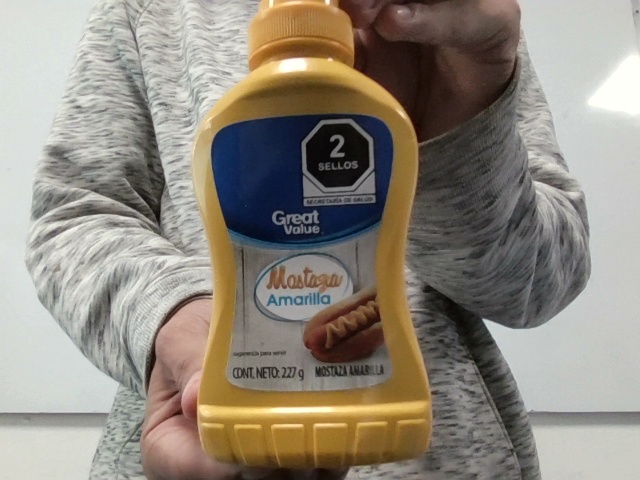 2
SELLOS
SECRETARÍA DE SALUD
Great
Value
Mostaza
Amarilla
sugerencia para servir
CONT. NETO: 227 g MOSTAZA AMARILLA